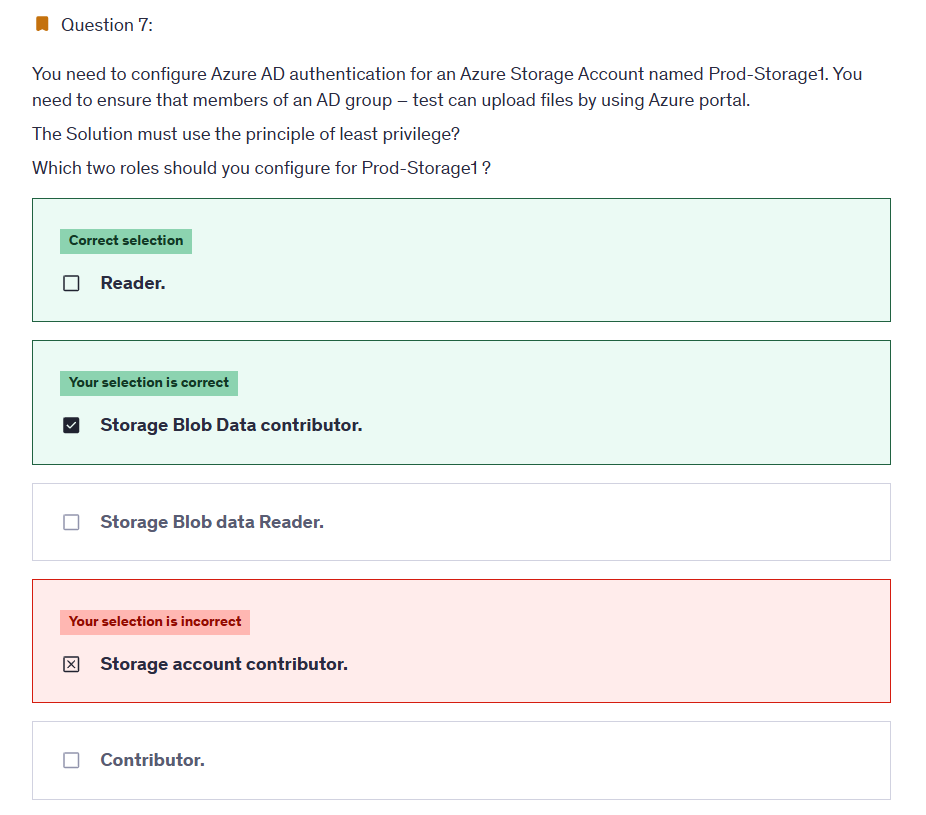 Question 7:
You need to configure Azure AD authentication for an Azure Storage Account named Prod-Storage1. You
need to ensure that members of an AD group – test can upload files by using Azure portal.
The Solution must use the principle of least privilege?
Which two roles should you configure for Prod-Storage1 ?
Correct selection
Reader.
Your selection is correct
Storage Blob Data contributor.
Storage Blob data Reader.
Your selection is incorrect
Storage account contributor.
Contributor.